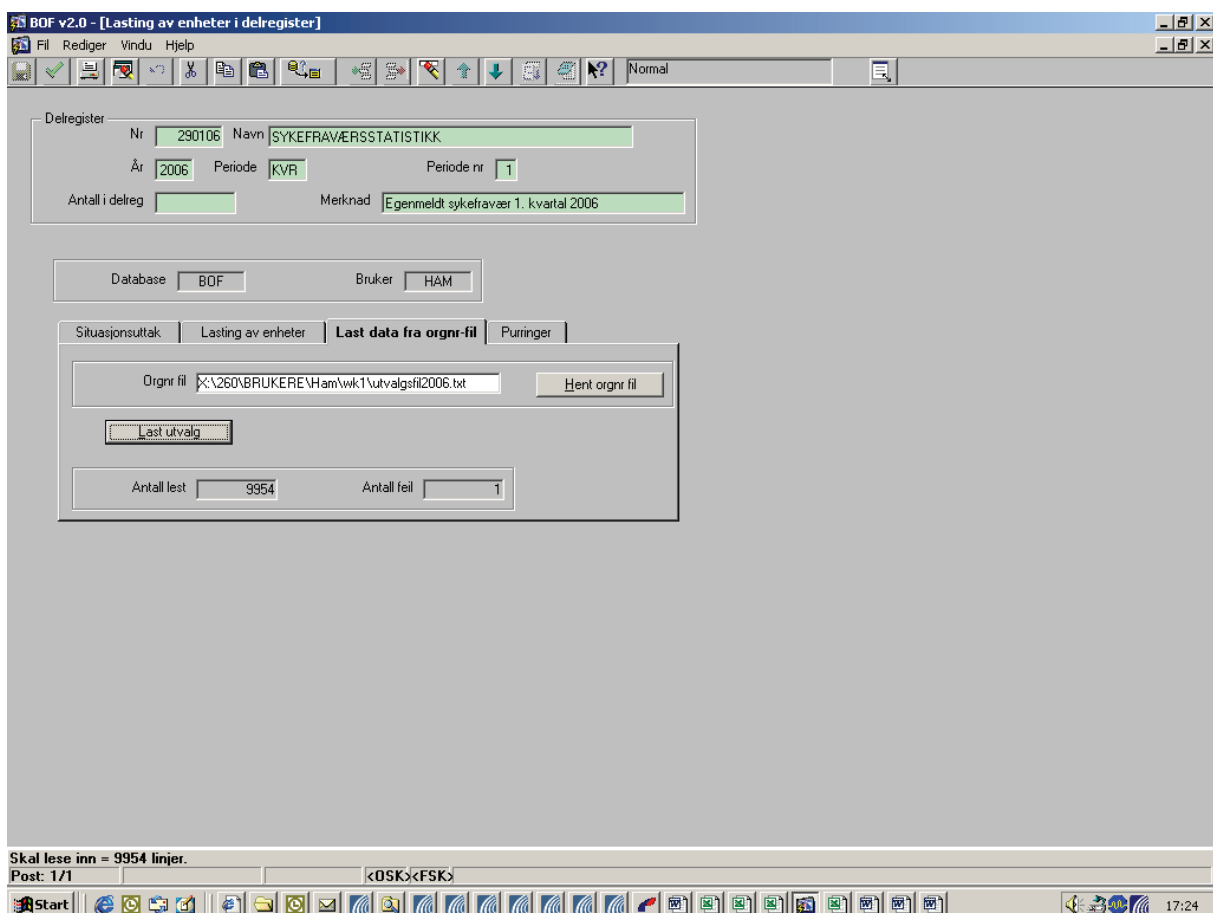 BOF v2.0 - [Lasting av enheter i delregister]
Fil Rediger Vindu Hjelp
Normal
Delregister
Nr 290106 Navn SYKEFRAVÆRSSTATISTIKK
År 2006 Periode KVR Periode nr 1
Antall i delreg Merknad Egenmeldt sykefravær 1. kvartal 2006
Database BOF Bruker HAM
Situasjonsuttak Lasting av enheter Last data fra orgnr-fil Purringer
Orgnr fil X:\260\BRUKERE\Ham\wk1\utvalgsfil2006.txt Hent orgnr fil
Last utvalg
Antall lest 9954 Antall feil 1
Skal lese inn = 9954 linjer.
Post: 1/1 <OSK><FSK>
Start 17:24